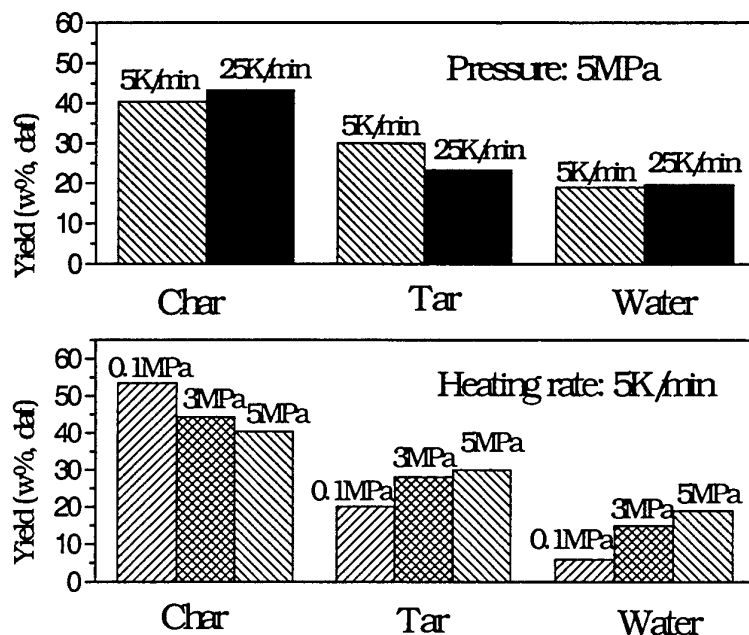 60
50
40
30
20
10
0
Yield (w%, daf)
Pressure: 5MPa
5K/min
25K/min
5K/min
25K/min
5K/min
25K/min
Char
Tar
Water
60
50
40
30
20
10
0
Yield (w%, daf)
Heating rate: 5K/min
0.1MPa
3MPa
5MPa
0.1MPa
3MPa
5MPa
0.1MPa
3MPa
5MPa
Char
Tar
Water